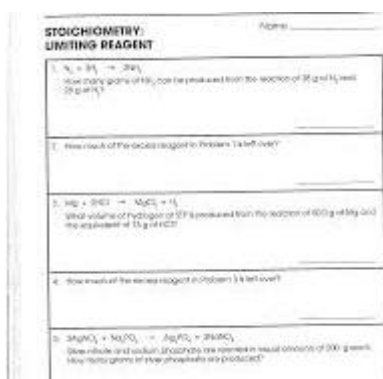 Name
STOICHIOMETRY:
LIMITING REAGENT
1. N₂ + 3H₂ → 2NH₃
How many grams of NH₃ can be produced from the reaction of 28 g of N₂ and
25 g of H₂?
2. How much of the excess reagent in Problem 1 is left over?
3. Mg + 2HCl → MgCl₂ + H₂
What volume of hydrogen at STP is produced from the reaction of 50.0 g of Mg and
the equivalent of 75 g of HCl?
4. How much of the excess reagent in Problem 3 is left over?
5. 3AgNO₃ + Na₃PO₄ → Ag₃PO₄ + 3NaNO₃
Silver nitrate and sodium phosphate are reacted in equal amounts of 200. g each.
How many grams of silver phosphate are produced?